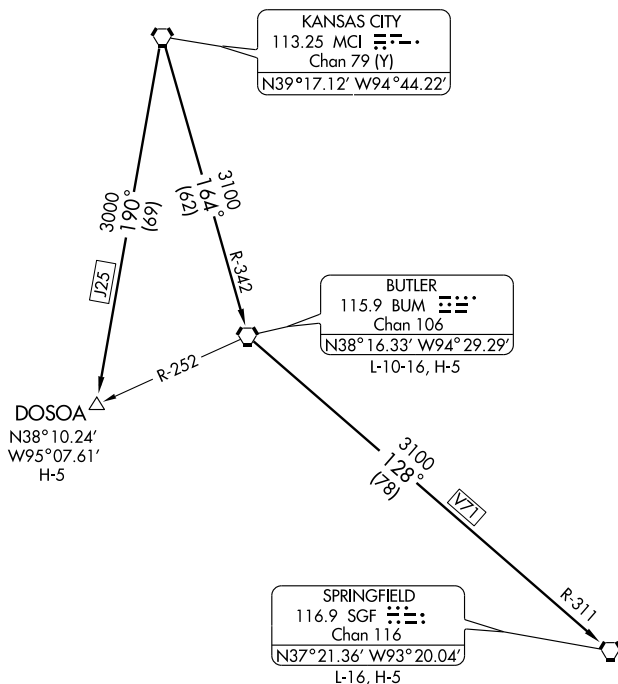 KANSAS CITY
113.25 MCI
Chan 79 (Y)
N39°17.12' W94°44.22'
3000
190°
(69)
J25
3100
164°
(62)
R-342
BUTLER
115.9 BUM
Chan 106
N38°16.33' W94°29.29'
L-10-16, H-5
R-252
DOSOA
N38°10.24'
W95°07.61'
H-5
3100
128°
(78)
V71
R-311
SPRINGFIELD
116.9 SGF
Chan 116
N37°21.36' W93°20.04'
L-16, H-5